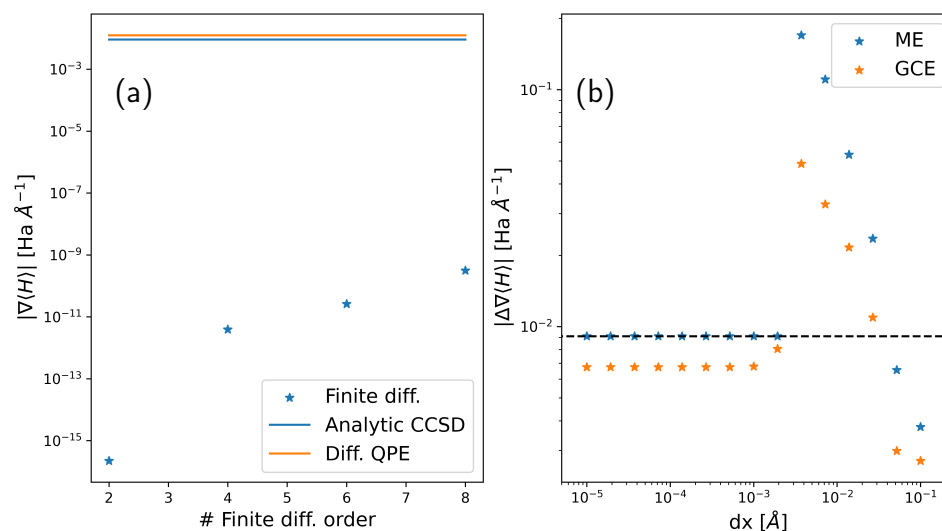 (a)
|∇⟨H⟩| [Ha Å⁻¹]
10⁻³
10⁻⁵
10⁻⁷
10⁻⁹
10⁻¹¹
10⁻¹³
10⁻¹⁵
Finite diff.
Analytic CCSD
Diff. QPE
2 3 4 5 6 7 8
# Finite diff. order
(b)
|Δ∇⟨H⟩| [Ha Å⁻¹]
10⁻¹
10⁻²
ME
GCE
10⁻⁵ 10⁻⁴ 10⁻³ 10⁻² 10⁻¹
dx [Å]